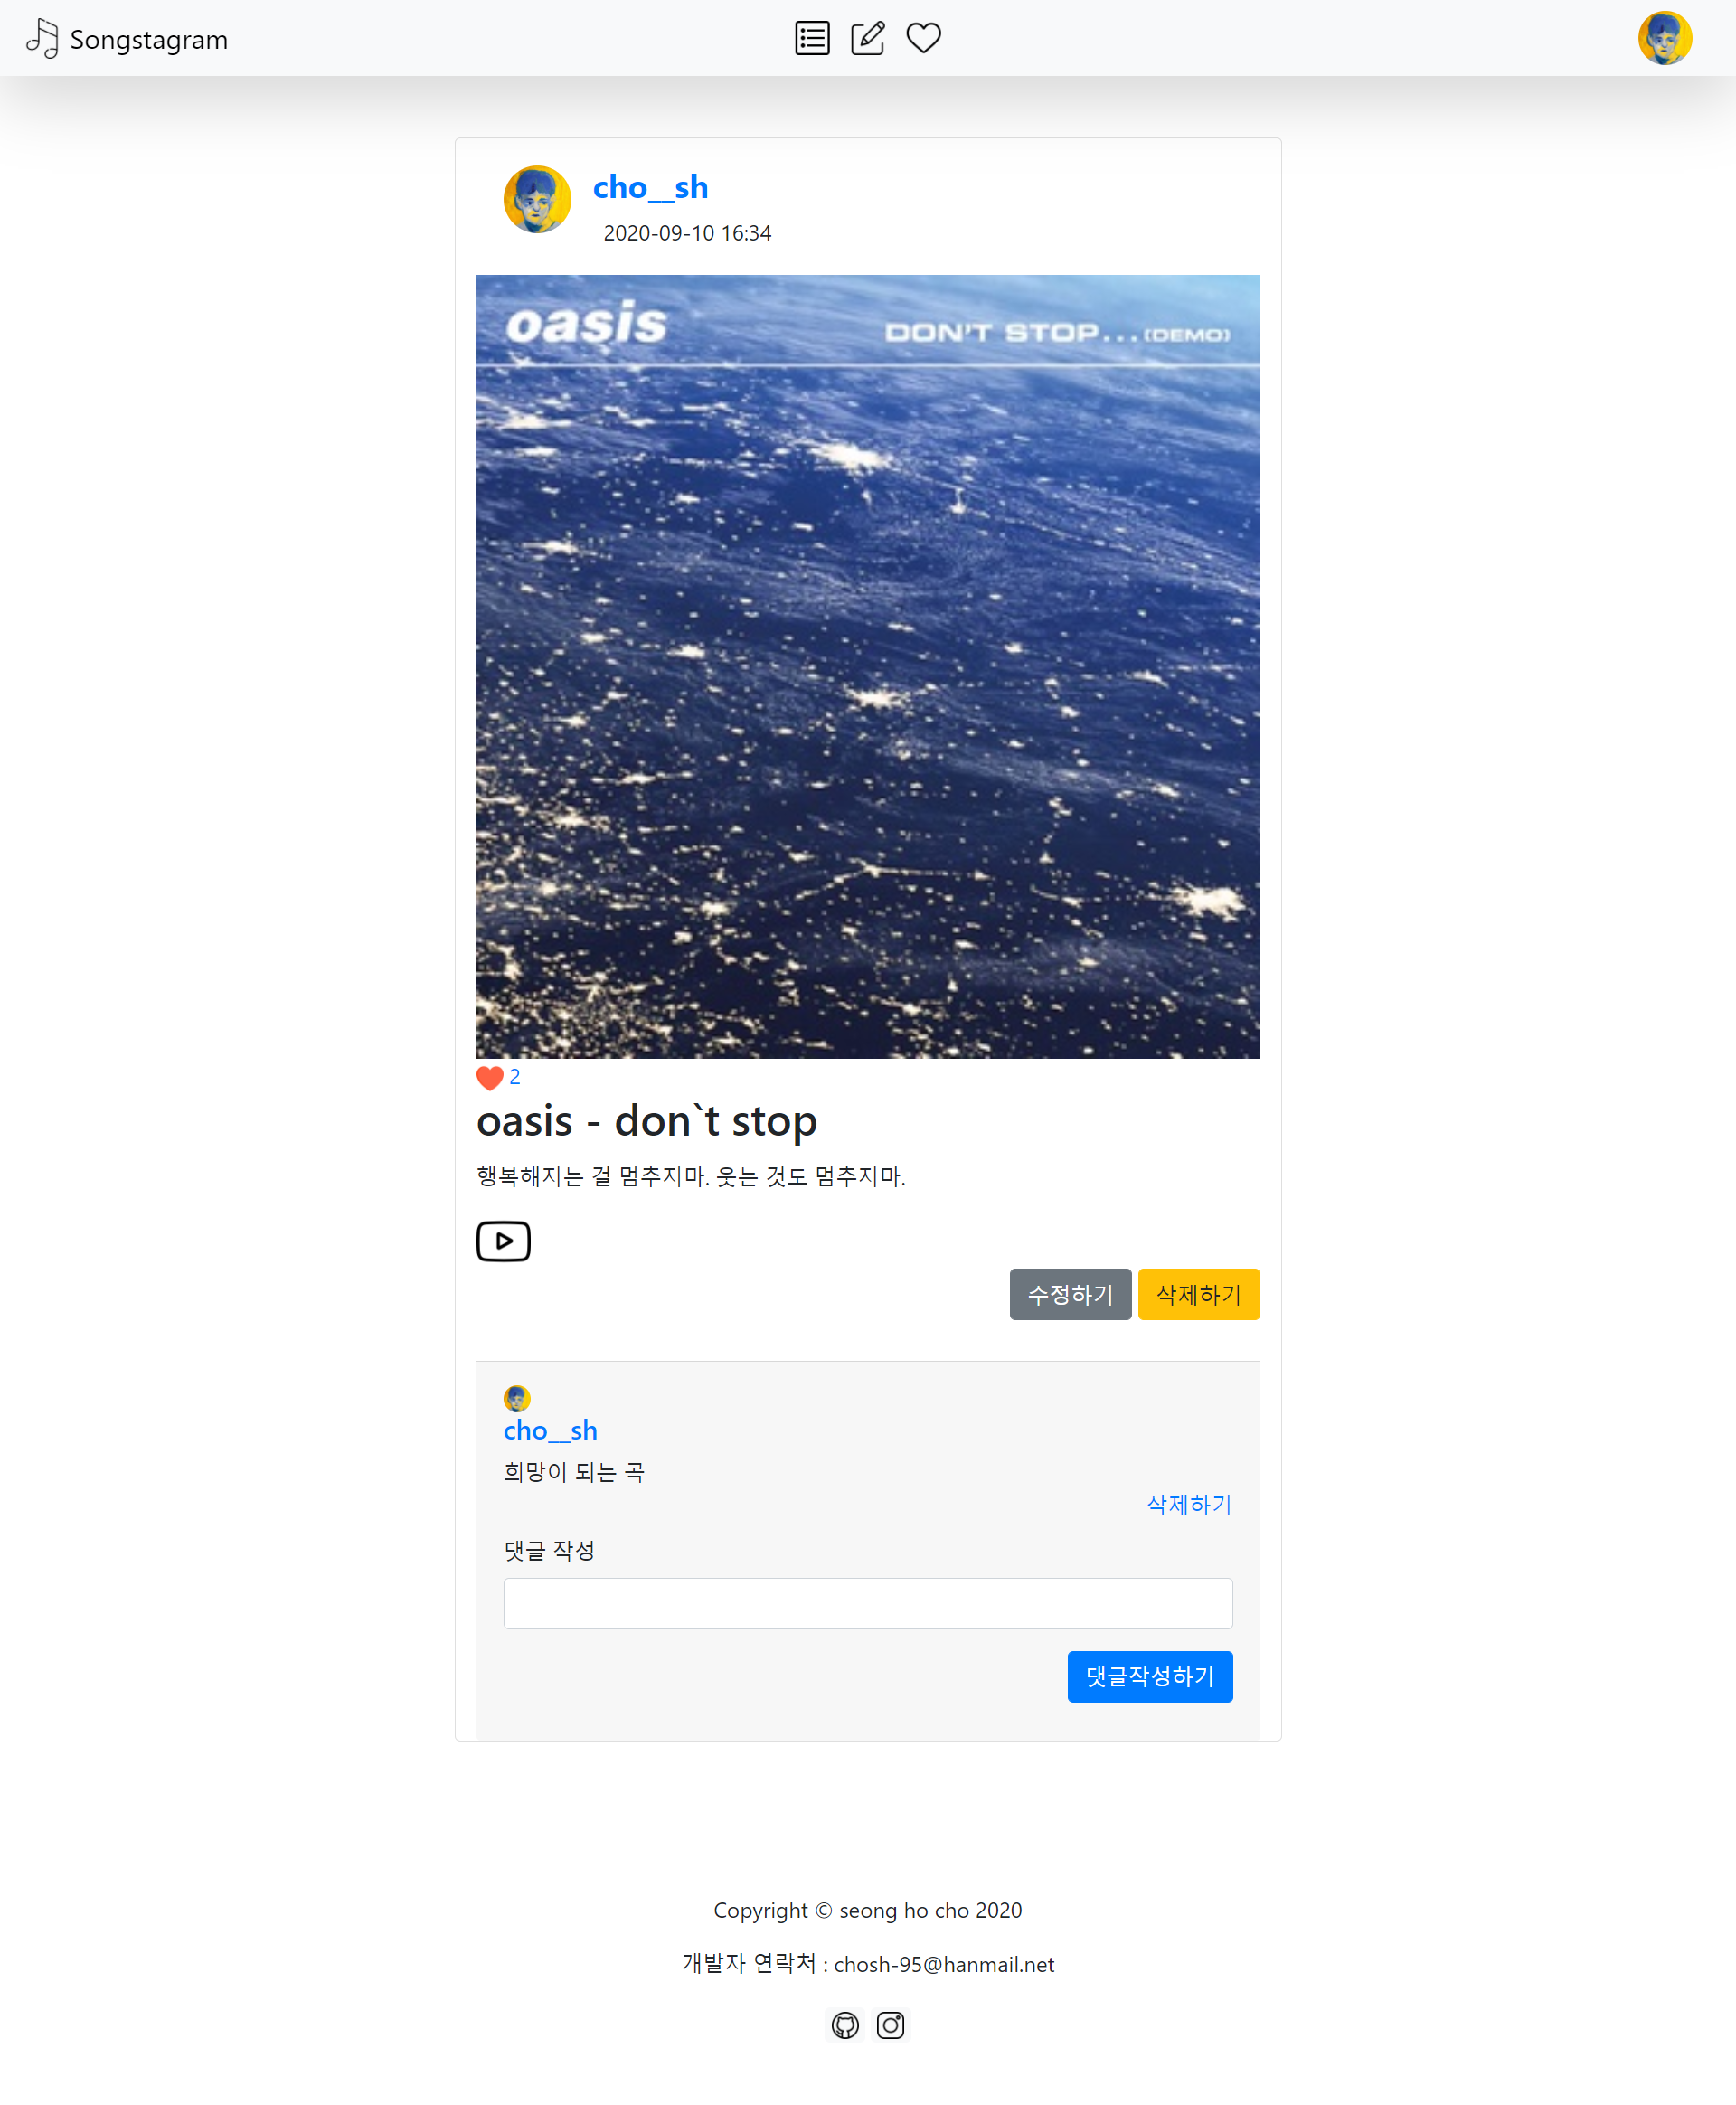 Songstagram
cho__sh
2020-09-10 16:34
oasis
DON'T STOP...(DEMO)
2
oasis - don`t stop
행복해지는 걸 멈추지마. 웃는 것도 멈추지마.
수정하기 삭제하기
cho__sh
희망이 되는 곡
삭제하기
댓글 작성
댓글작성하기
Copyright © seong ho cho 2020
개발자 연락처 : chosh-95@hanmail.net